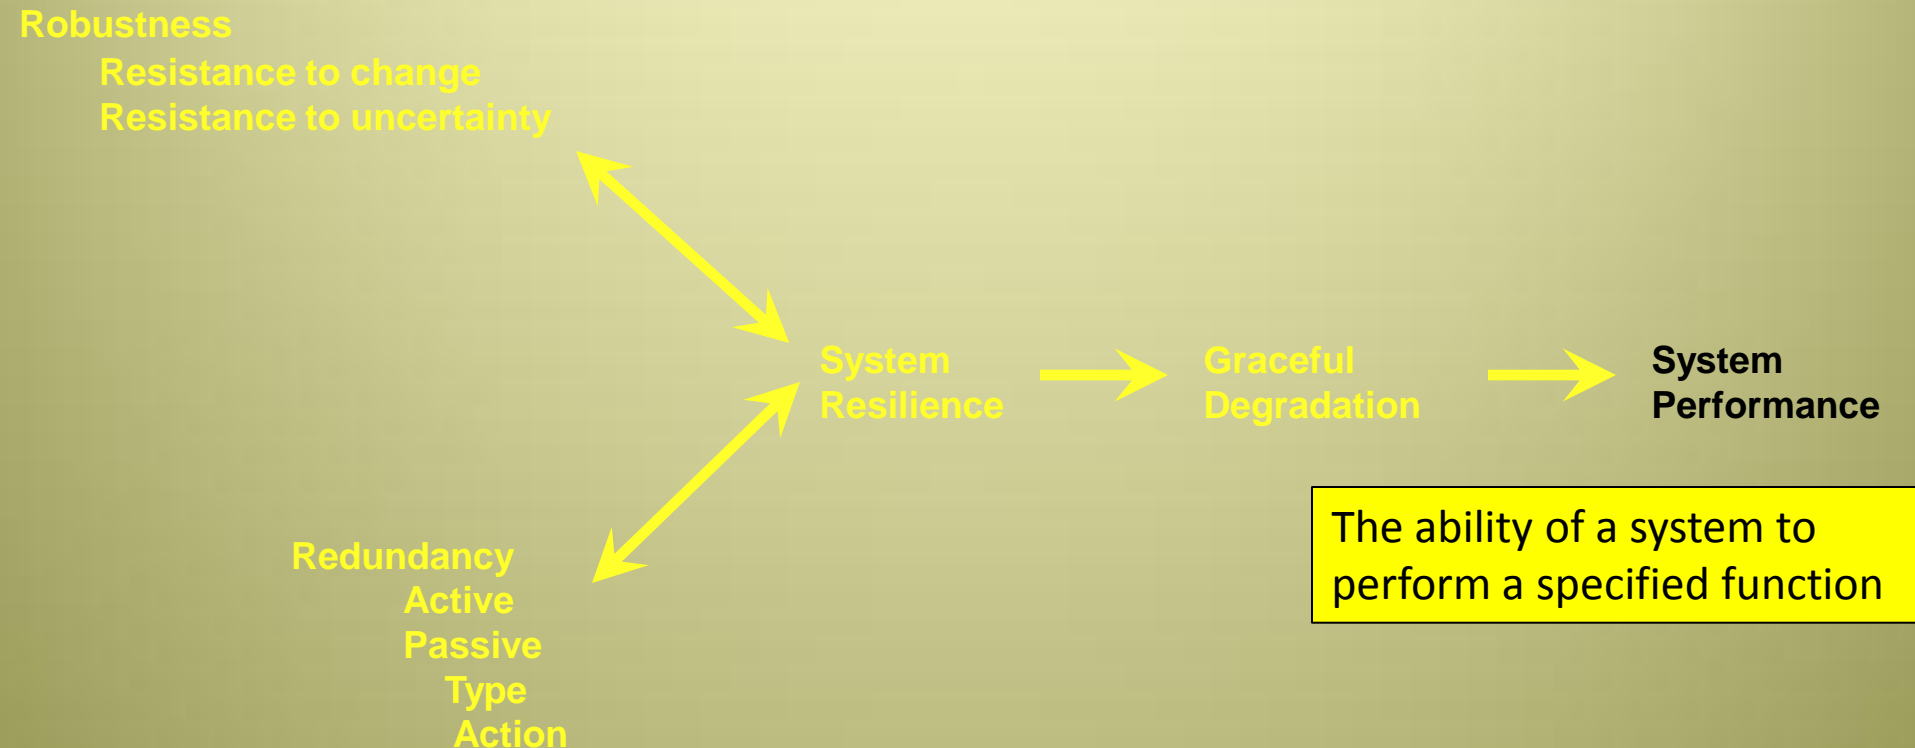 Robustness
Resistance to change
Resistance to uncertainty
System
Resilience
Graceful
Degradation
System
Performance
The ability of a system to
perform a specified function
Redundancy
Active
Passive
Type
Action